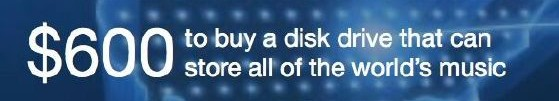 $600 to buy a disk drive that can
store all of the world's music